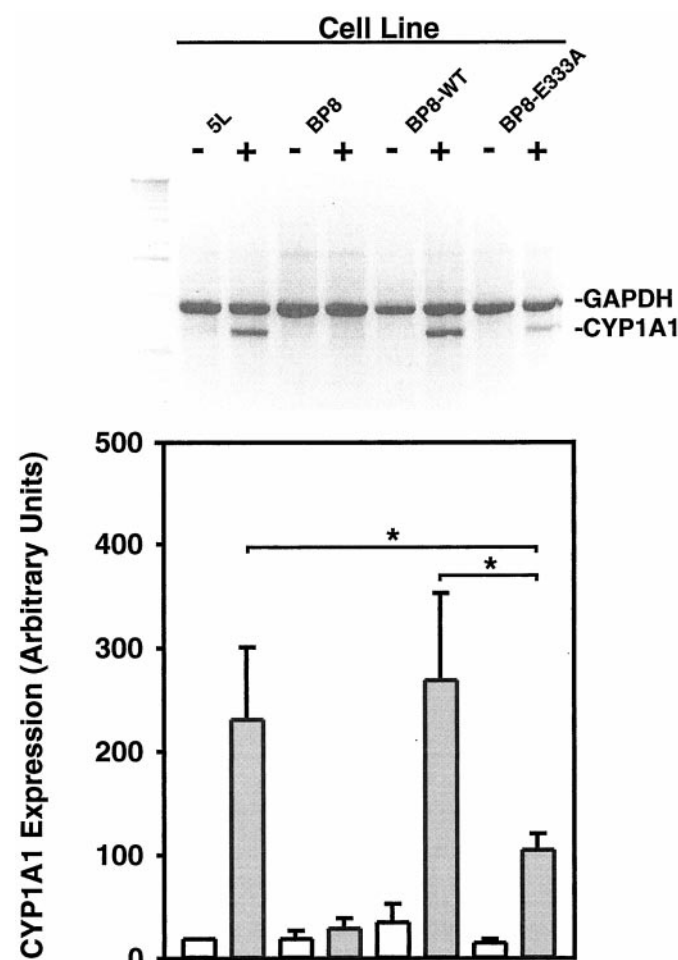 Cell Line
5L BP8 BP8-WT BP8-E333A
- + - + - + - +
-GAPDH
-CYP1A1
CYP1A1 Expression (Arbitrary Units)
500
400
300
200
100
0
*
*